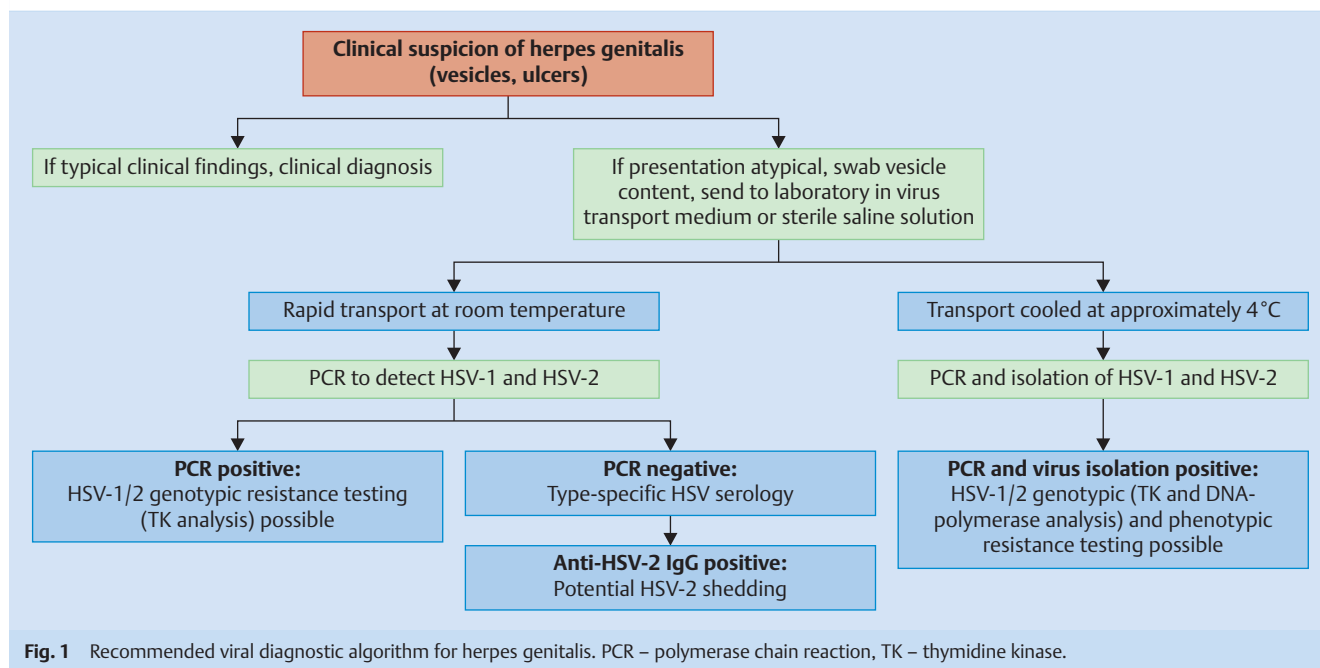 Clinical suspicion of herpes genitalis
(vesicles, ulcers)
If typical clinical findings, clinical diagnosis
If presentation atypical, swab vesicle
content, send to laboratory in virus
transport medium or sterile saline solution
Rapid transport at room temperature
Transport cooled at approximately 4 °C
PCR to detect HSV-1 and HSV-2
PCR and isolation of HSV-1 and HSV-2
PCR positive:
HSV-1/2 genotypic resistance testing
(TK analysis) possible
PCR negative:
Type-specific HSV serology
PCR and virus isolation positive:
HSV-1/2 genotypic (TK and DNA-
polymerase analysis) and phenotypic
resistance testing possible
Anti-HSV-2 IgG positive:
Potential HSV-2 shedding
Fig. 1 Recommended viral diagnostic algorithm for herpes genitalis. PCR – polymerase chain reaction, TK – thymidine kinase.